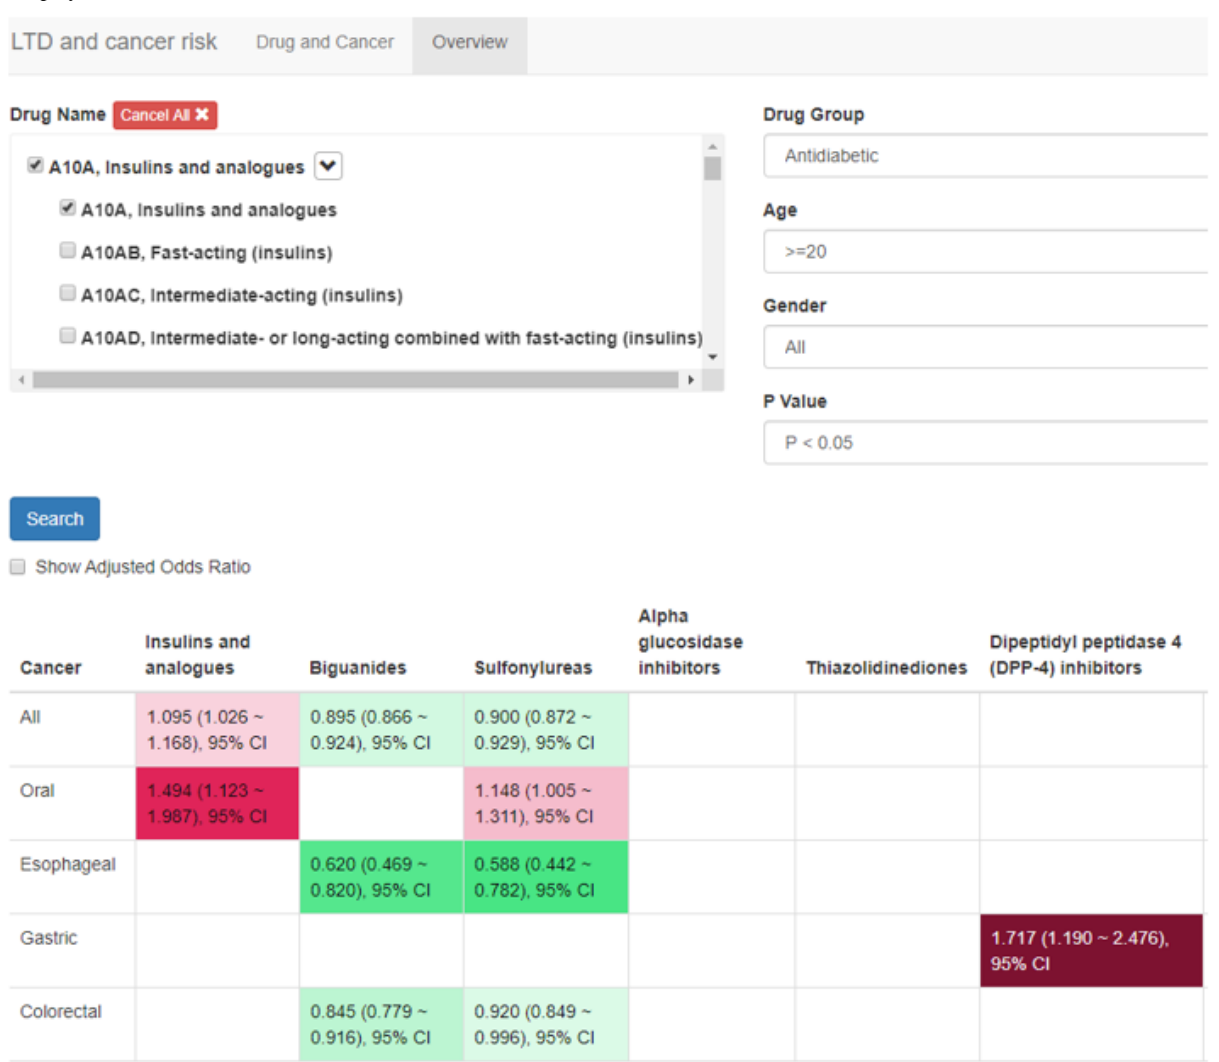 LTD and cancer risk Drug and Cancer Overview
Drug Name Cancel All ✖
A10A, Insulins and analogues
A10A, Insulins and analogues
A10AB, Fast-acting (insulins)
A10AC, Intermediate-acting (insulins)
A10AD, Intermediate- or long-acting combined with fast-acting (insulins)
Drug Group
Antidiabetic
Age
>=20
Gender
All
P Value
P < 0.05
Search
Show Adjusted Odds Ratio
Cancer
Insulins and
analogues
Biguanides
Sulfonylureas
Alpha
glucosidase
inhibitors
Thiazolidinediones
Dipeptidyl peptidase 4
(DPP-4) inhibitors
All
1.095 (1.026 ~
1.168), 95% CI
0.895 (0.866 ~
0.924), 95% CI
0.900 (0.872 ~
0.929), 95% CI
Oral
1.494 (1.123 ~
1.987), 95% CI
1.148 (1.005 ~
1.311), 95% CI
Esophageal
0.620 (0.469 ~
0.820), 95% CI
0.588 (0.442 ~
0.782), 95% CI
Gastric
1.717 (1.190 ~ 2.476),
95% CI
Colorectal
0.845 (0.779 ~
0.916), 95% CI
0.920 (0.849 ~
0.996), 95% CI